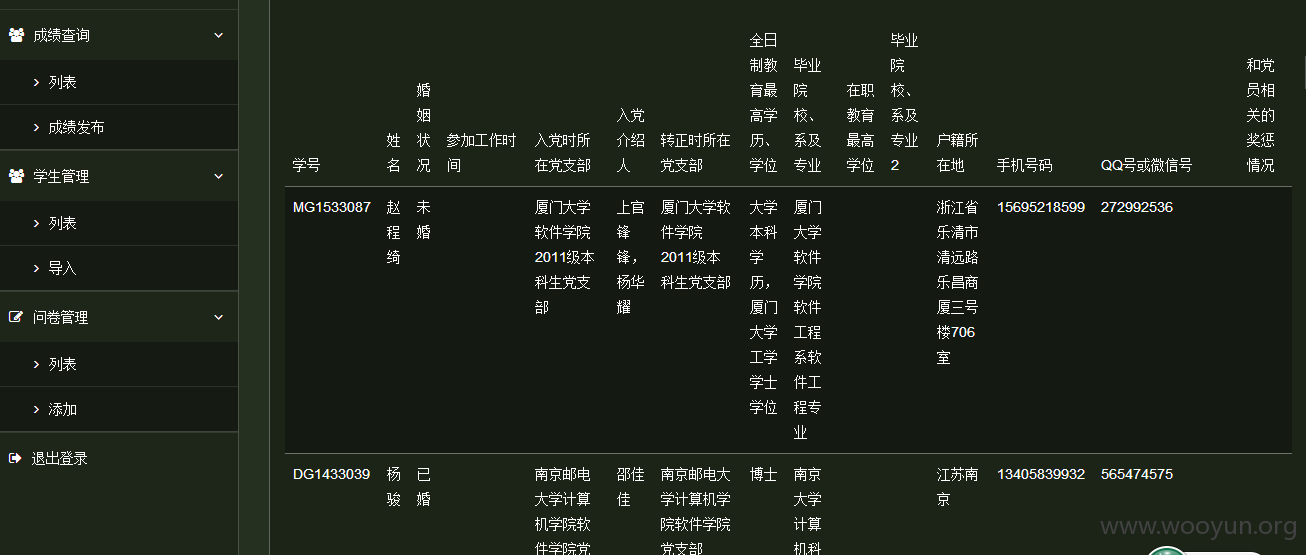 成绩查询
列表
成绩发布
学生管理
列表
导入
问卷管理
列表
添加
退出登录
学号
姓
名
婚
姻
状
况
参加工作时
间
入党时所
在党支部
入党
介绍
人
转正时所在
党支部
全日
制教
育最
高学
历、
学位
毕业
院
校、
系及
专业
在职
教育
最高
学位
毕业
院
校、
系及
专业
2
户籍所
在地
手机号码
QQ号或微信号
和党
员相
关的
奖惩
情况
MG1533087
赵
程
绮
未
婚
厦门大学
软件学院
2011级本
科生党支
部
上官
锋
锋，
杨华
耀
厦门大学软
件学院
2011级本
科生党支部
大学
本科
学
历，
厦门
大学
工学
学士
学位
厦门
大学
软件
学院
软件
工程
系软
件工
程专
业
浙江省
乐清市
清远路
乐昌商
厦三号
楼706
室
15695218599
272992536
DG1433039
杨
骏
已
婚
南京邮电
大学计算
机学院软
件学院党
邵佳
佳
南京邮电大
学计算机学
院软件学院
党支部
博士
南京
大学
计算
机科
江苏南
京
13405839932
565474575
www.wooyun.org